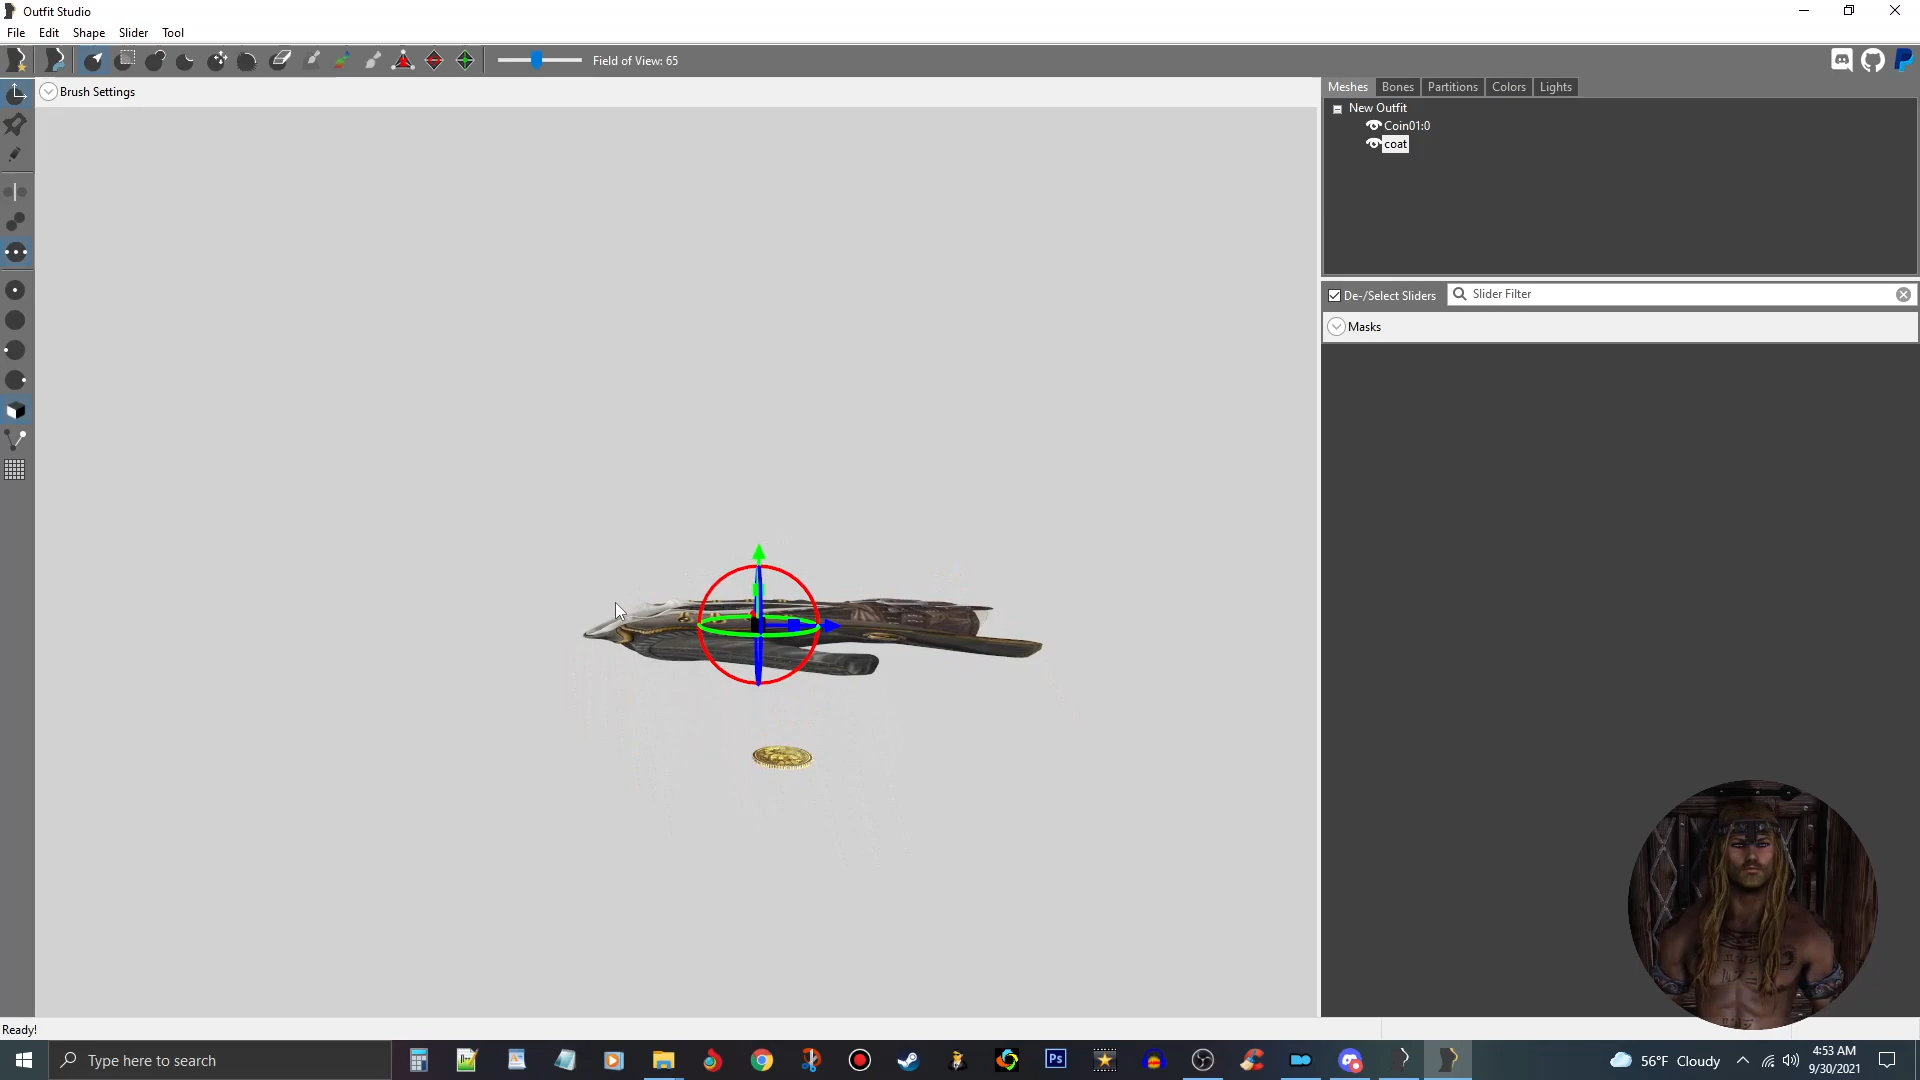 Outfit Studio
File Edit Shape Slider Tool
Field of View: 65
Brush Settings
Meshes Bones Partitions Colors Lights
New Outfit
Coin01:0
coat
De-/Select Sliders
Slider Filter
Masks
Ready!
Type here to search
Ps
56°F Cloudy
4:53 AM
9/30/2021